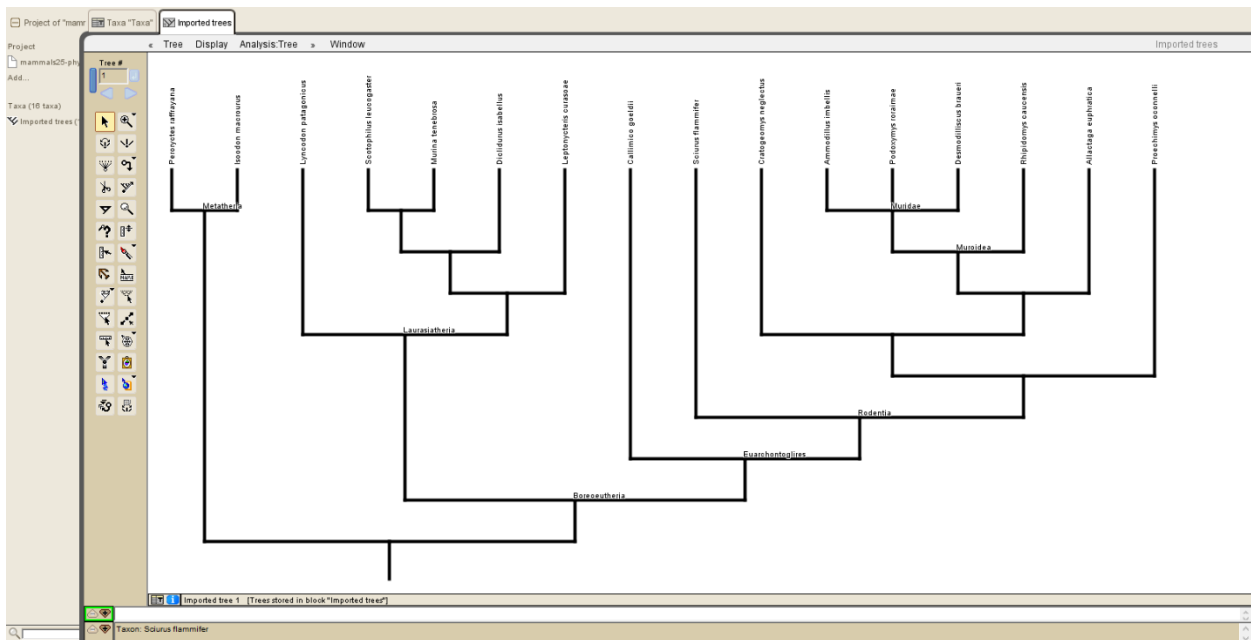 Project of "mamr
Taxa "Taxa"
Imported trees
Project
mammals25-phy
Add...
Taxa (16 taxa)
Imported trees (
« Tree Display Analysis:Tree » Window
Imported trees
Tree #
1
Peroryctes raffrayana
Isoodon macrourus
Lyncodon patagonicus
Scotophilus leucogaster
Murina tenebrosa
Diclidurus isabellus
Leptonycteris curasoae
Callimico goeldii
Sciurus flammifer
Cratogeomys neglectus
Ammodillus imbellis
Podoxymys roraimae
Desmodilliscus braueri
Rhipidomys caucensis
Allactaga euphratica
Proechimys oconnelli
Metatheria
Muridae
Muroidea
Laurasiatheria
Rodentia
Euarchontoglires
Boreoeutheria
Imported tree 1 [Trees stored in block "Imported trees"]
Taxon: Sciurus flammifer